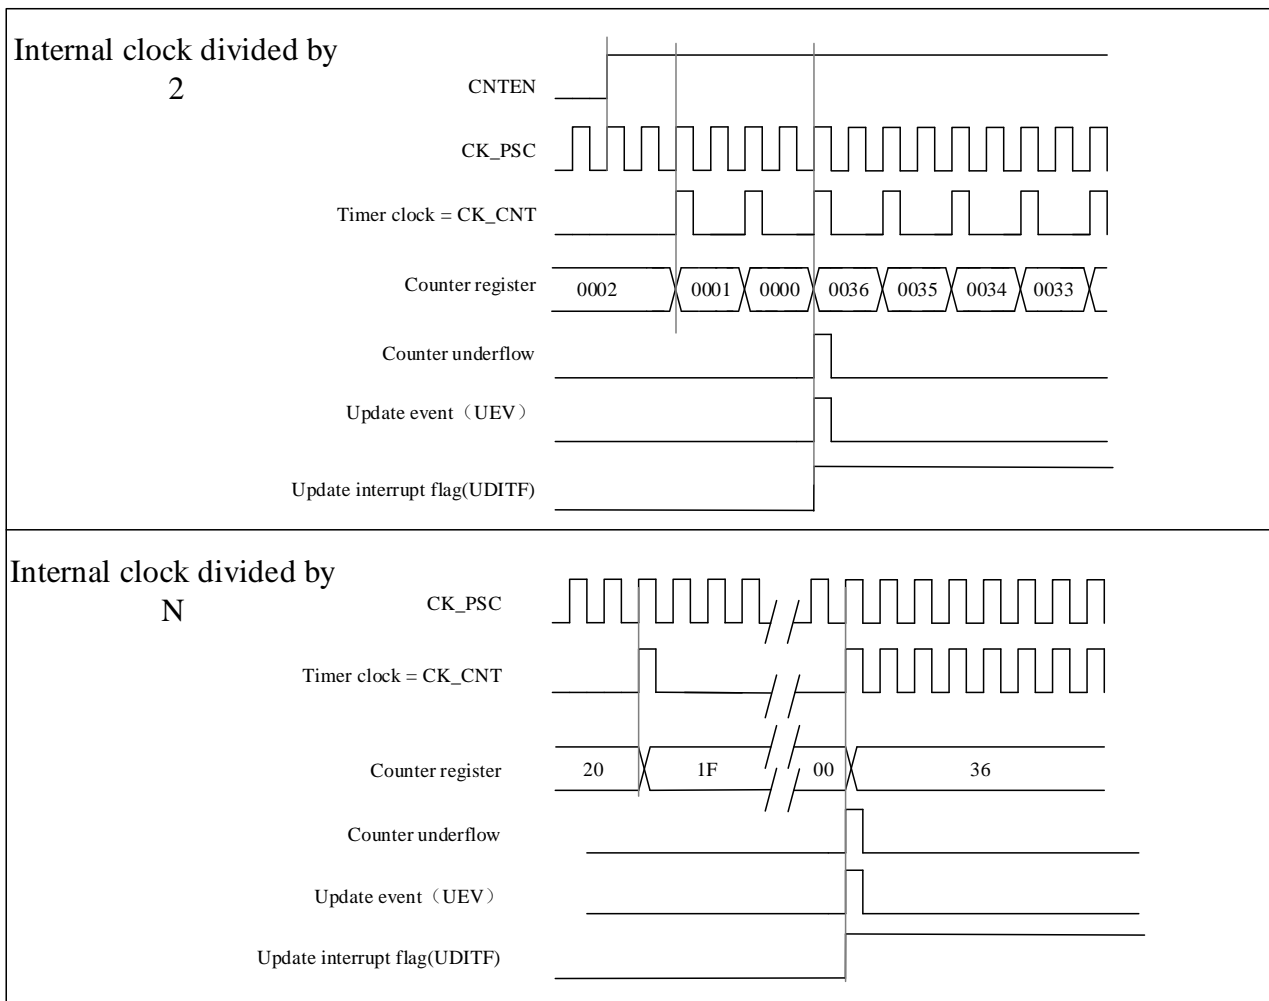 Internal clock divided by
2
CNTEN
CK_PSC
Timer clock = CK_CNT
Counter register
0002 0001 0000 0036 0035 0034 0033
Counter underflow
Update event（UEV）
Update interrupt flag(UDITF)
Internal clock divided by
N
CK_PSC
Timer clock = CK_CNT
Counter register
20 1F 00 36
Counter underflow
Update event（UEV）
Update interrupt flag(UDITF)